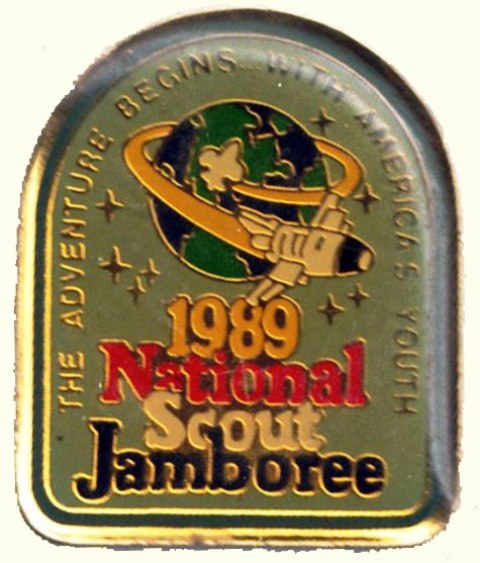 THE ADVENTURE BEGINS... WITH AMERICA'S YOUTH
1989
National
Scout
Jamboree